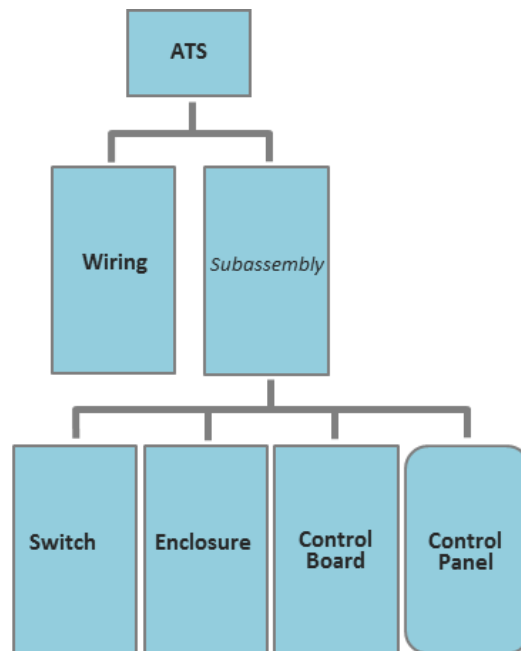 ATS
Wiring
Subassembly
Switch
Enclosure
Control
Board
Control
Panel